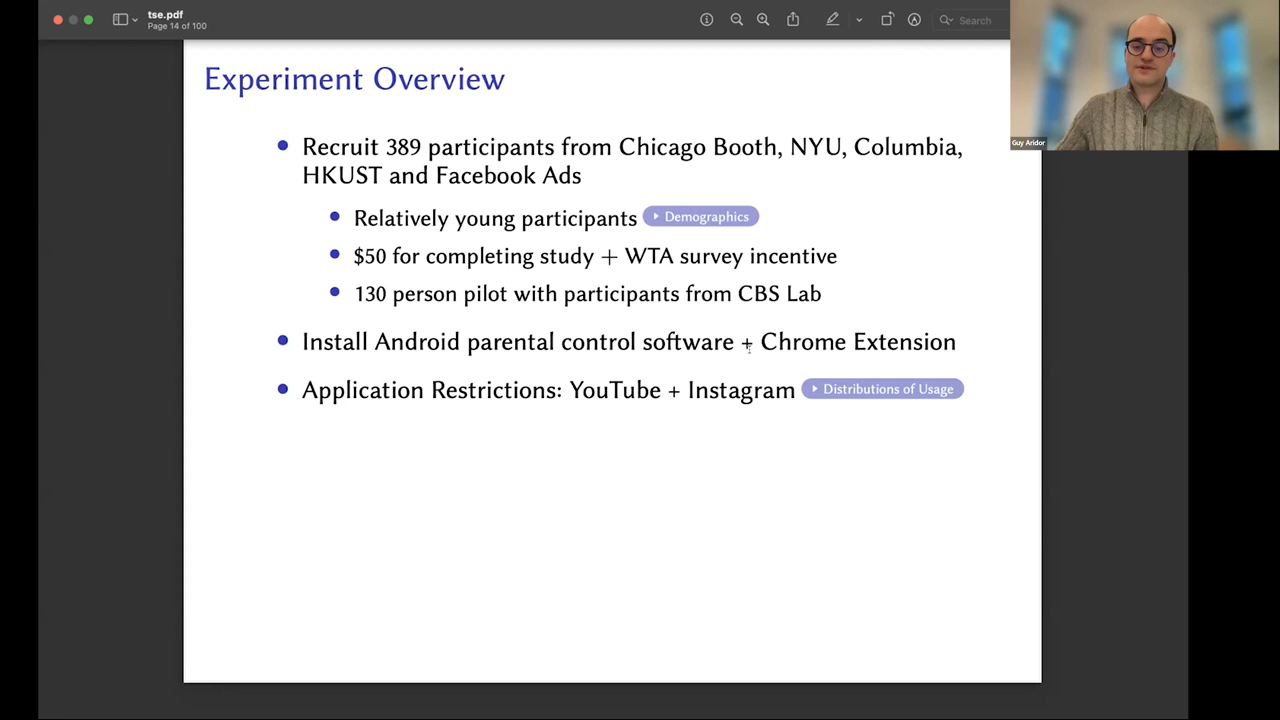 tse.pdf
Page 14 of 100
Search
Guy Aridor
Experiment Overview
Recruit 389 participants from Chicago Booth, NYU, Columbia,
HKUST and Facebook Ads
Relatively young participants Demographics
$50 for completing study + WTA survey incentive
130 person pilot with participants from CBS Lab
Install Android parental control software + Chrome Extension
Application Restrictions: YouTube + Instagram Distributions of Usage